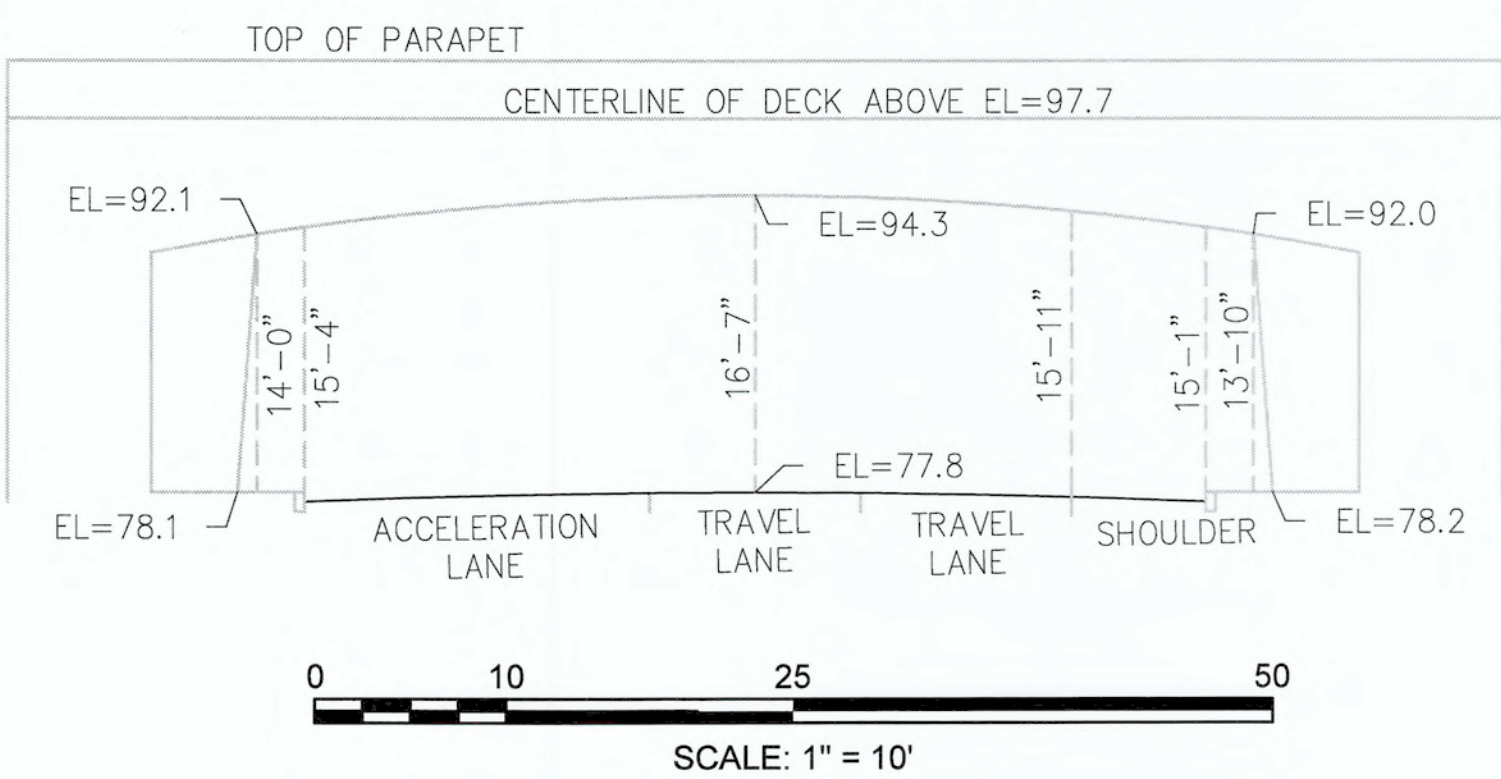 TOP OF PARAPET
CENTERLINE OF DECK ABOVE EL=97.7
EL=92.1
EL=94.3
EL=92.0
14'-0"
15'-4"
16'-7"
15'-11"
15'-1"
13'-10"
EL=77.8
EL=78.1
EL=78.2
ACCELERATION
LANE
TRAVEL
LANE
TRAVEL
LANE
SHOULDER
0 10 25 50
SCALE: 1" = 10'